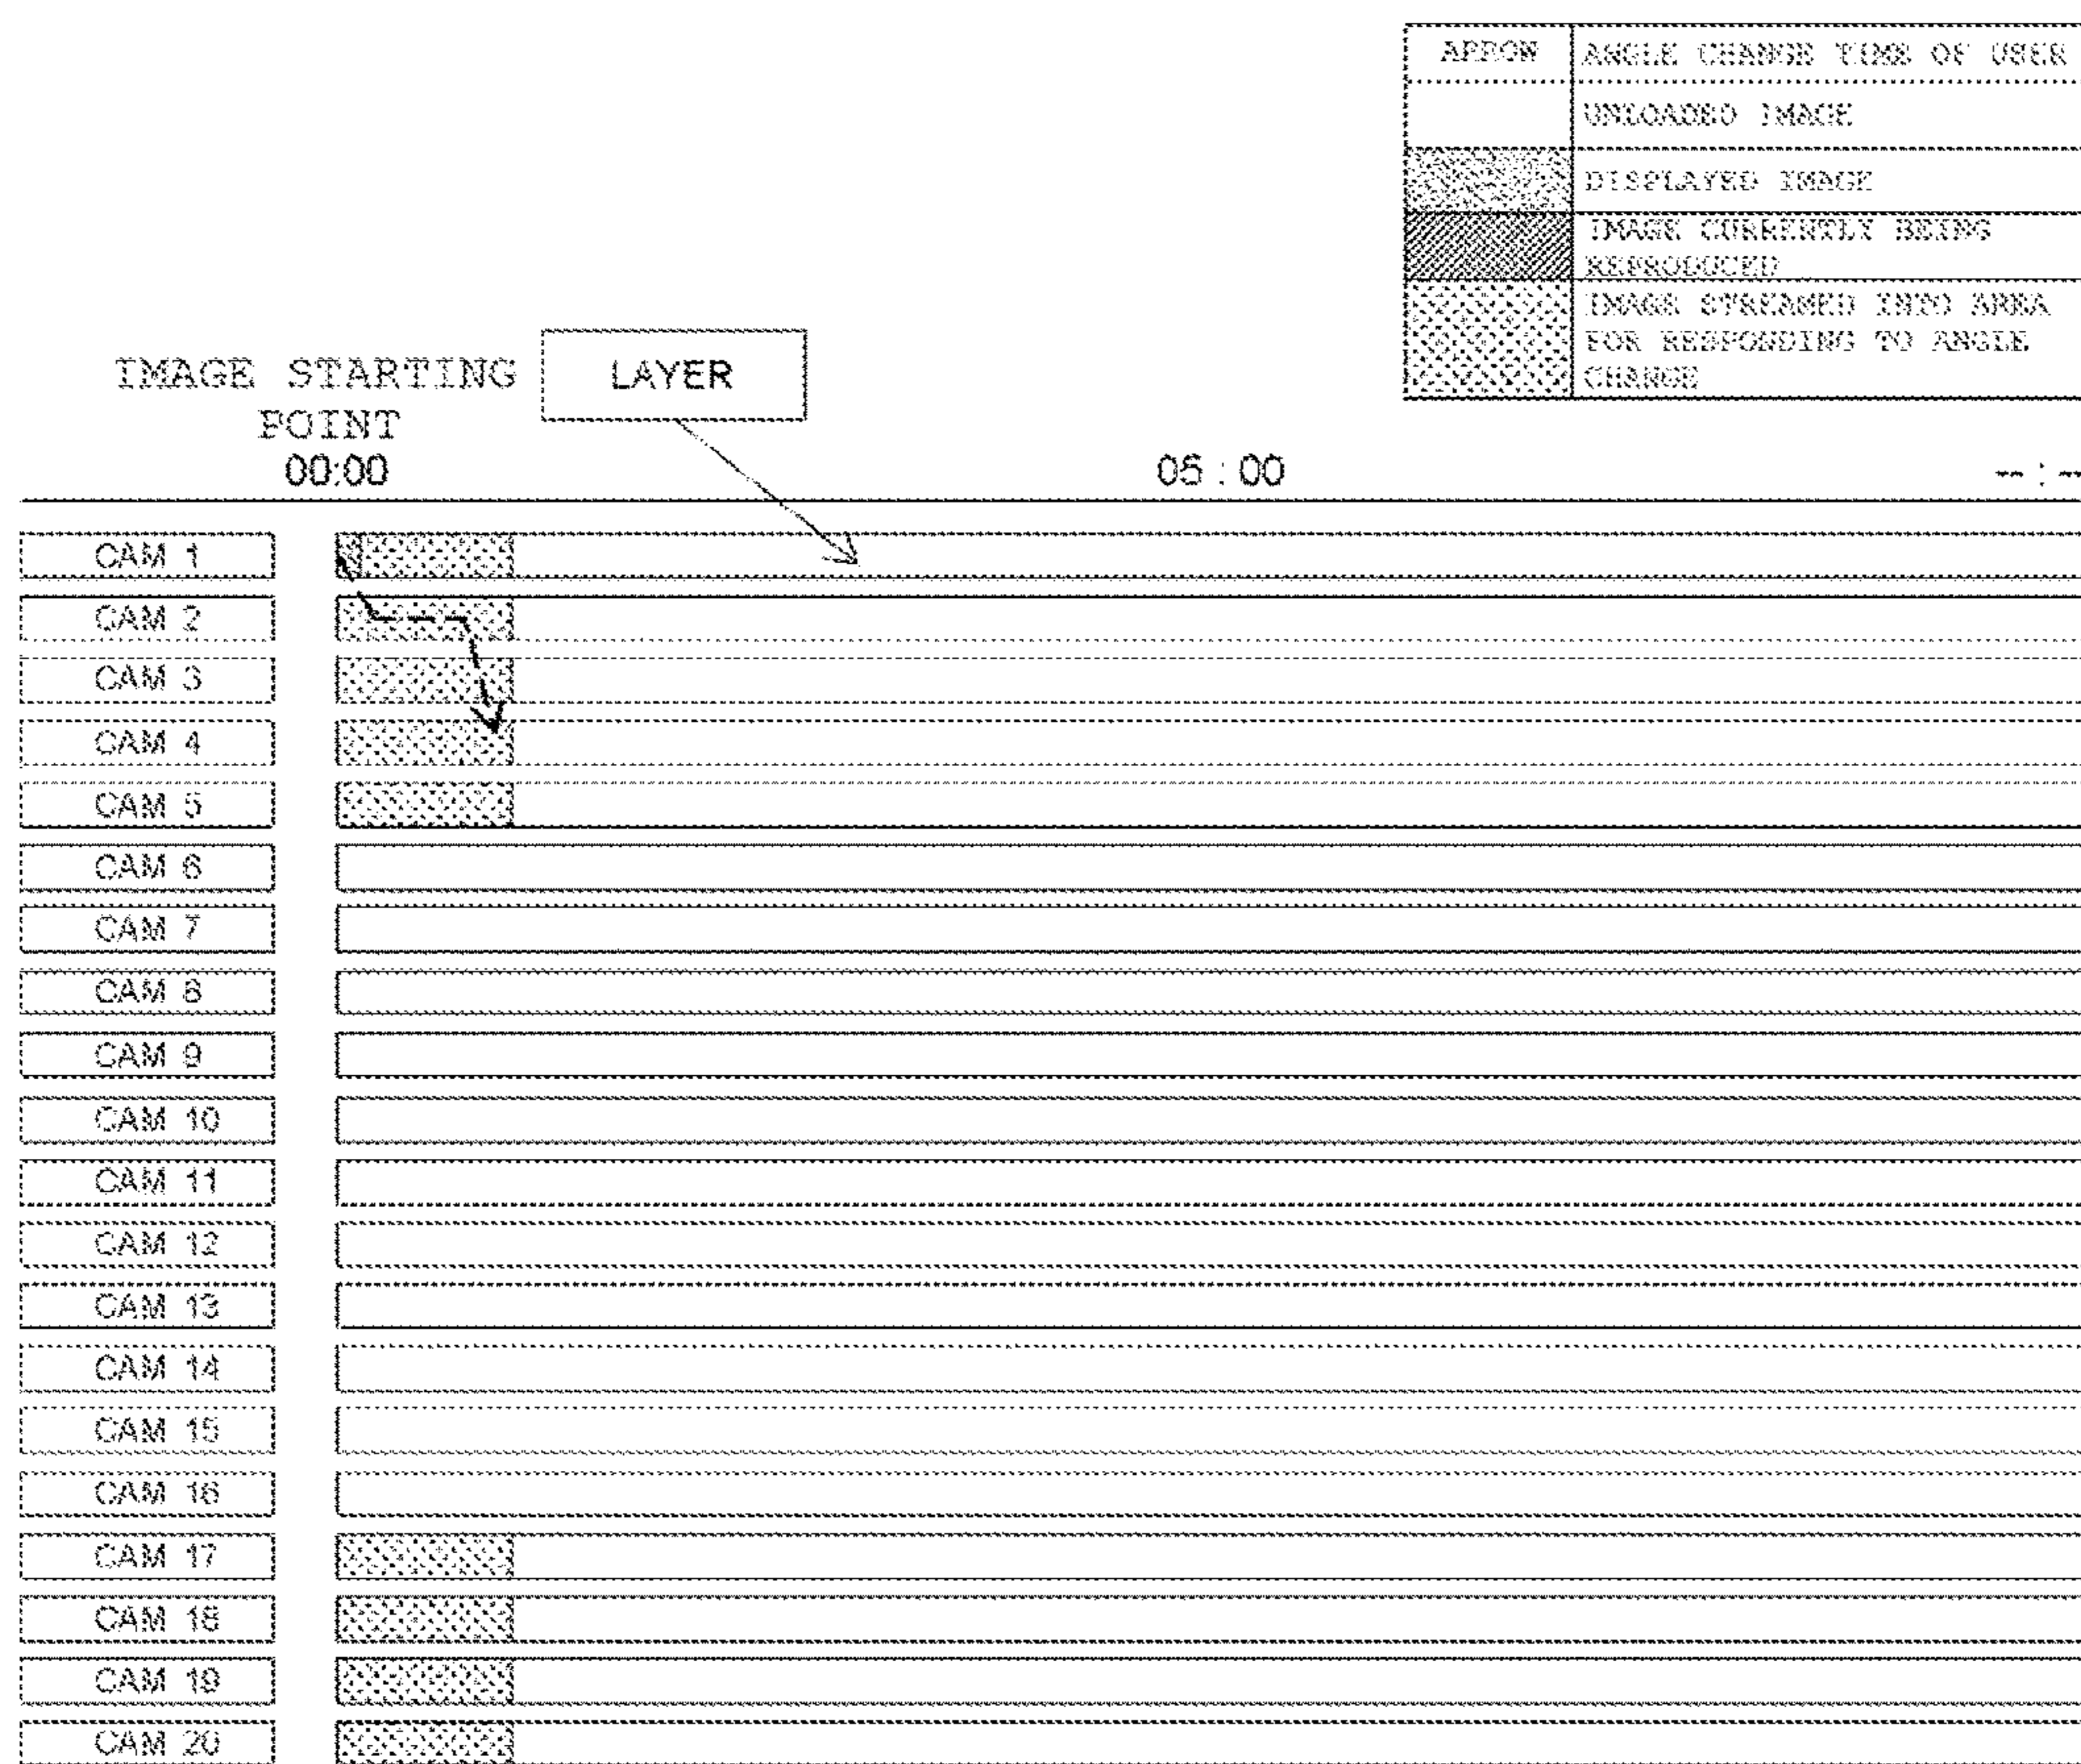 ARROW ANGLE CHANGE TIME OF USER
UNLOADED IMAGE
DISPLAYED IMAGE
IMAGE CURRENTLY BEING
REPRODUCED
IMAGE STREAMED INTO AREA
FOR RESPONDING TO ANGLE
CHANGE
IMAGE STARTING
POINT
LAYER
00:00 05 : 00 -- : --
CAM 1
CAM 2
CAM 3
CAM 4
CAM 5
CAM 6
CAM 7
CAM 8
CAM 9
CAM 10
CAM 11
CAM 12
CAM 13
CAM 14
CAM 15
CAM 16
CAM 17
CAM 18
CAM 19
CAM 20